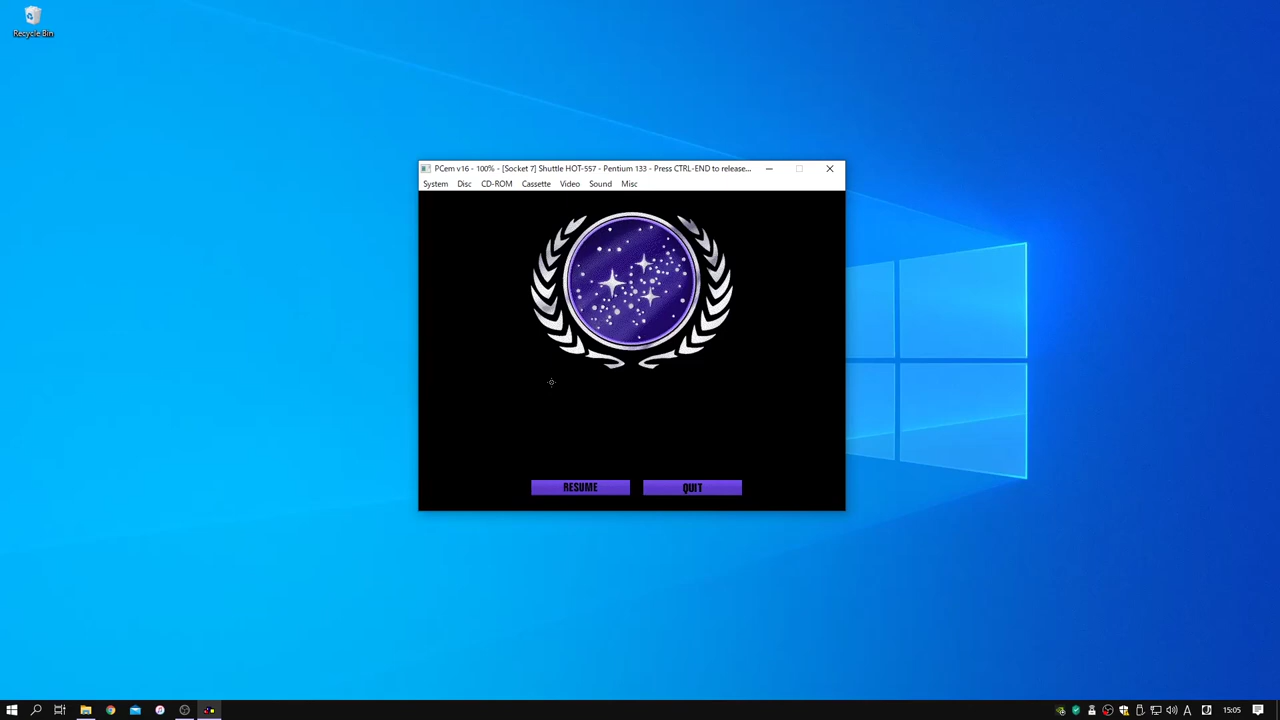 Recycle Bin
PCem v16 - 100% - [Socket 7] Shuttle HOT-557 - Pentium 133 - Press CTRL-END to release...
System Disc CD-ROM Cassette Video Sound Misc
RESUME QUIT
A 15:05